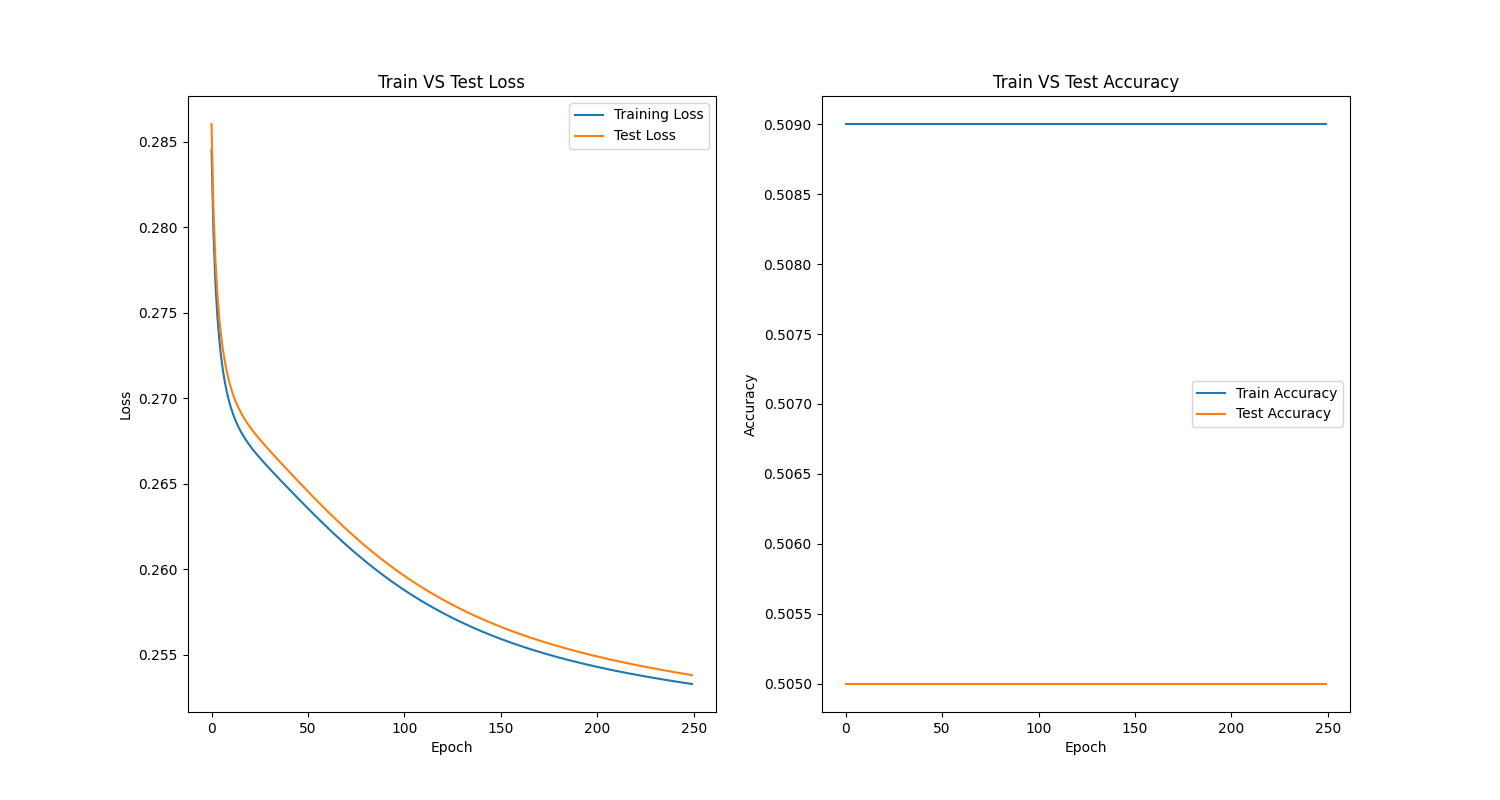 Train VS Test Loss
Training Loss
Test Loss
0.285
0.280
0.275
0.270
0.265
0.260
0.255
Loss
0
50
100
150
200
250
Epoch
Train VS Test Accuracy
Train Accuracy
Test Accuracy
0.5090
0.5085
0.5080
0.5075
0.5070
0.5065
0.5060
0.5055
0.5050
Accuracy
0
50
100
150
200
250
Epoch